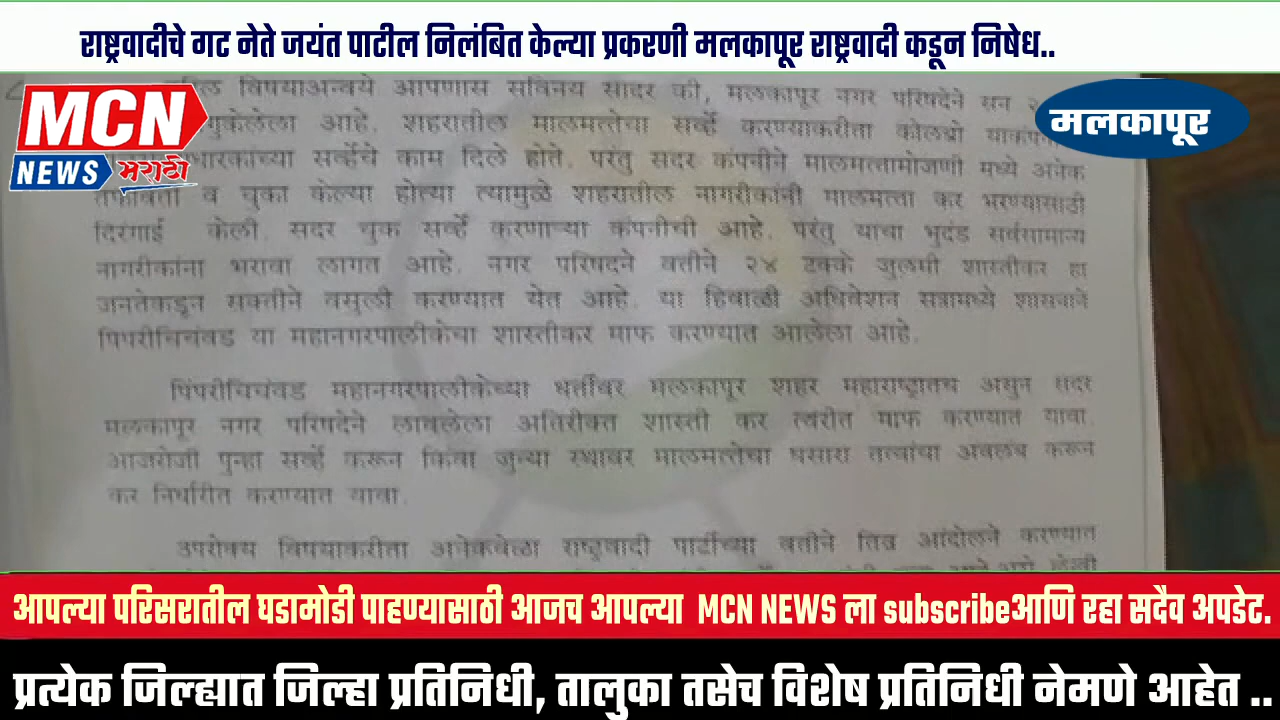 राष्ट्रवादीचे गट नेते जयंत पाटील निलंबित केल्या प्रकरणी मलकापूर राष्ट्रवादी कडून निषेध..
MCN
NEWS मराठी
मलकापूर
विषयाअन्वये आपणास सविनय सादर की, मलकापूर नगर परिषदेने सन
आहे. शहरातील मालमत्तेचा सर्व्हे करण्याकरीता कोलब्रो
सर्व्हेचे काम दिले होते परंतु सदर कंपनीने मालमत्तामोजणी मध्ये अनेक
व चुका केल्या होत्या त्यामुळे शहरातील नागरीकांनी मालमत्ता कर भरण्यासाठी
दिरंगाई केली. सदर चुक सर्व्हे करणाऱ्या कंपनीची आहे. परंतु याचा भुदंड सर्वसामान्य
नागरीकांना भरावा लागत आहे. नगर परिषदने वतीने २४ टक्के जुलमी शास्तीकर हा
जनतेकडून सक्तीने वसुली करण्यात येत आहे. या हिवाळी अधिवेशन सत्रामध्ये शासनाने
पिपरीचिचंवड या महानगरपालीकेचा शास्तीकर माफ करण्यात आलेला आहे.
पिंपरीचिचंवड महानगरपालीकेच्या धर्तीवर मलकापूर शहर महाराष्ट्रातच असुन सदर
मलकापूर नगर परिषदेने लावलेला अतिरीक्त शास्ती कर त्वरीत माफ करण्यात यावा.
आजरोजी पुन्हा सर्व्हे करून किंवा जुन्या स्थावर मालमत्तेचा घसारा तत्वांचा अवलंब करून
कर निर्धारित करण्यात यावा.
उपरोक्त विषयाकरीता अनेकवेळा राष्ट्रवादी पार्टीच्या वतीने तिव्र आंदोलने करण्यात
आपल्या परिसरातील घडामोडी पाहण्यासाठी आजच आपल्या MCN NEWS ला subscribeआणि रहा सदैव अपडेट.
प्रत्येक जिल्ह्यात जिल्हा प्रतिनिधी, तालुका तसेच विशेष प्रतिनिधी नेमणे आहेत ..